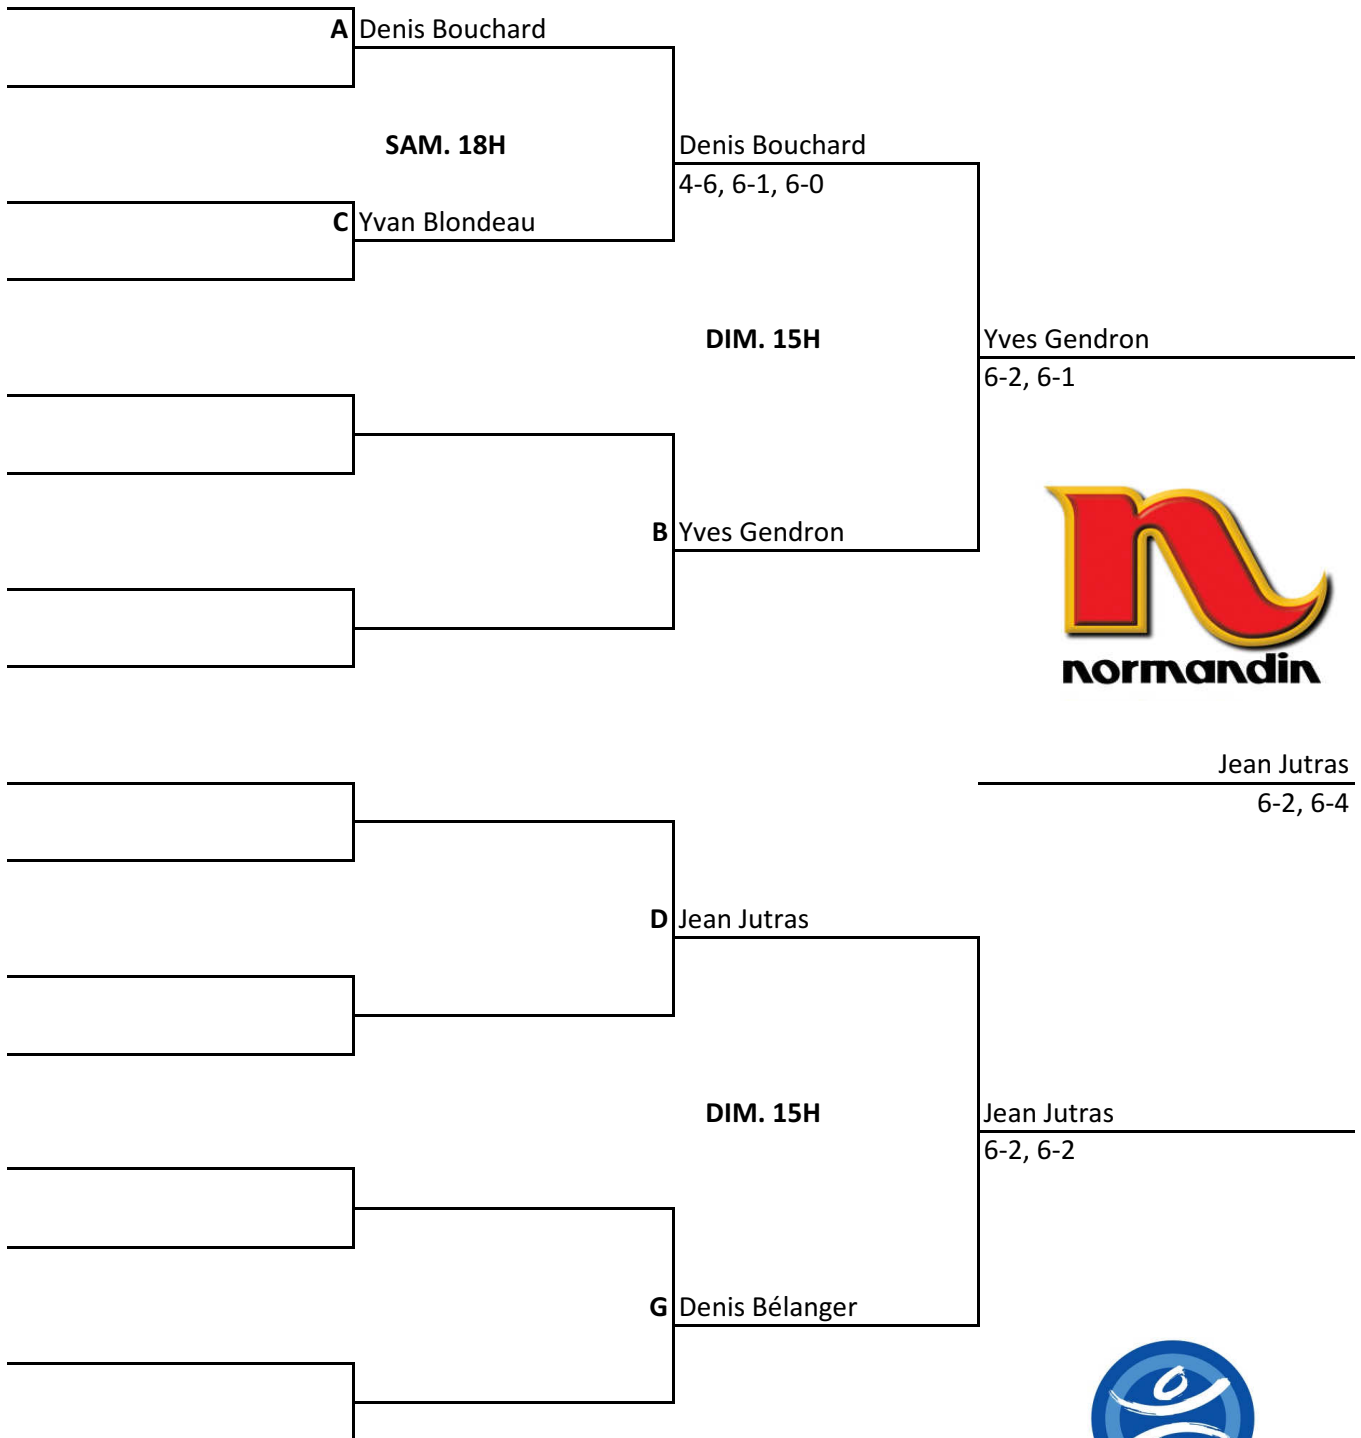 A Denis Bouchard
SAM. 18H
Denis Bouchard
4-6, 6-1, 6-0
C Yvan Blondeau
DIM. 15H
Yves Gendron
6-2, 6-1
B Yves Gendron
normandin
Jean Jutras
6-2, 6-4
D Jean Jutras
DIM. 15H
Jean Jutras
6-2, 6-2
G Denis Bélanger